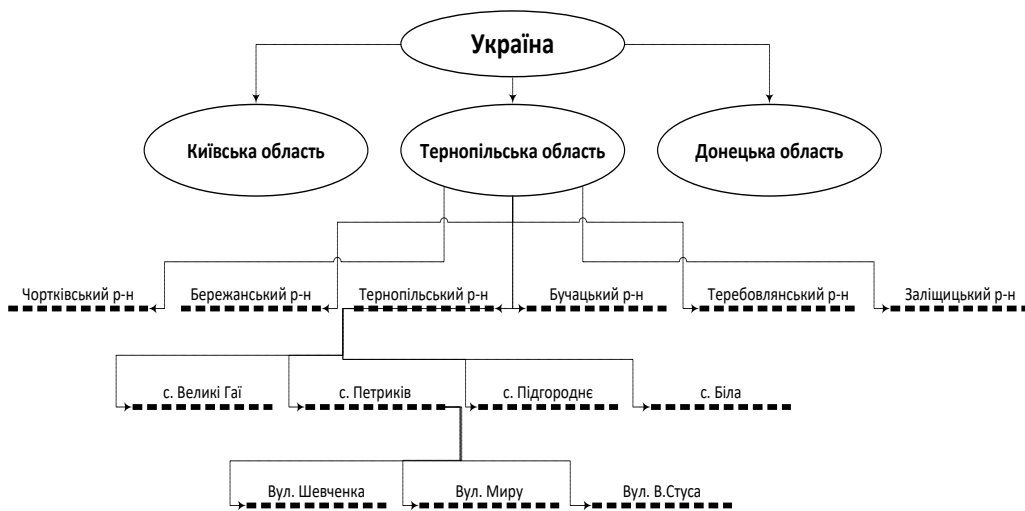 Україна
Київська область
Тернопільська область
Донецька область
Чортківський р-н
Бережанський р-н
Тернопільський р-н
Бучацький р-н
Теребовлянський р-н
Заліщицький р-н
с. Великі Гаї
с. Петриків
с. Підгороднє
с. Біла
Вул. Шевченка
Вул. Миру
Вул. В.Стуса